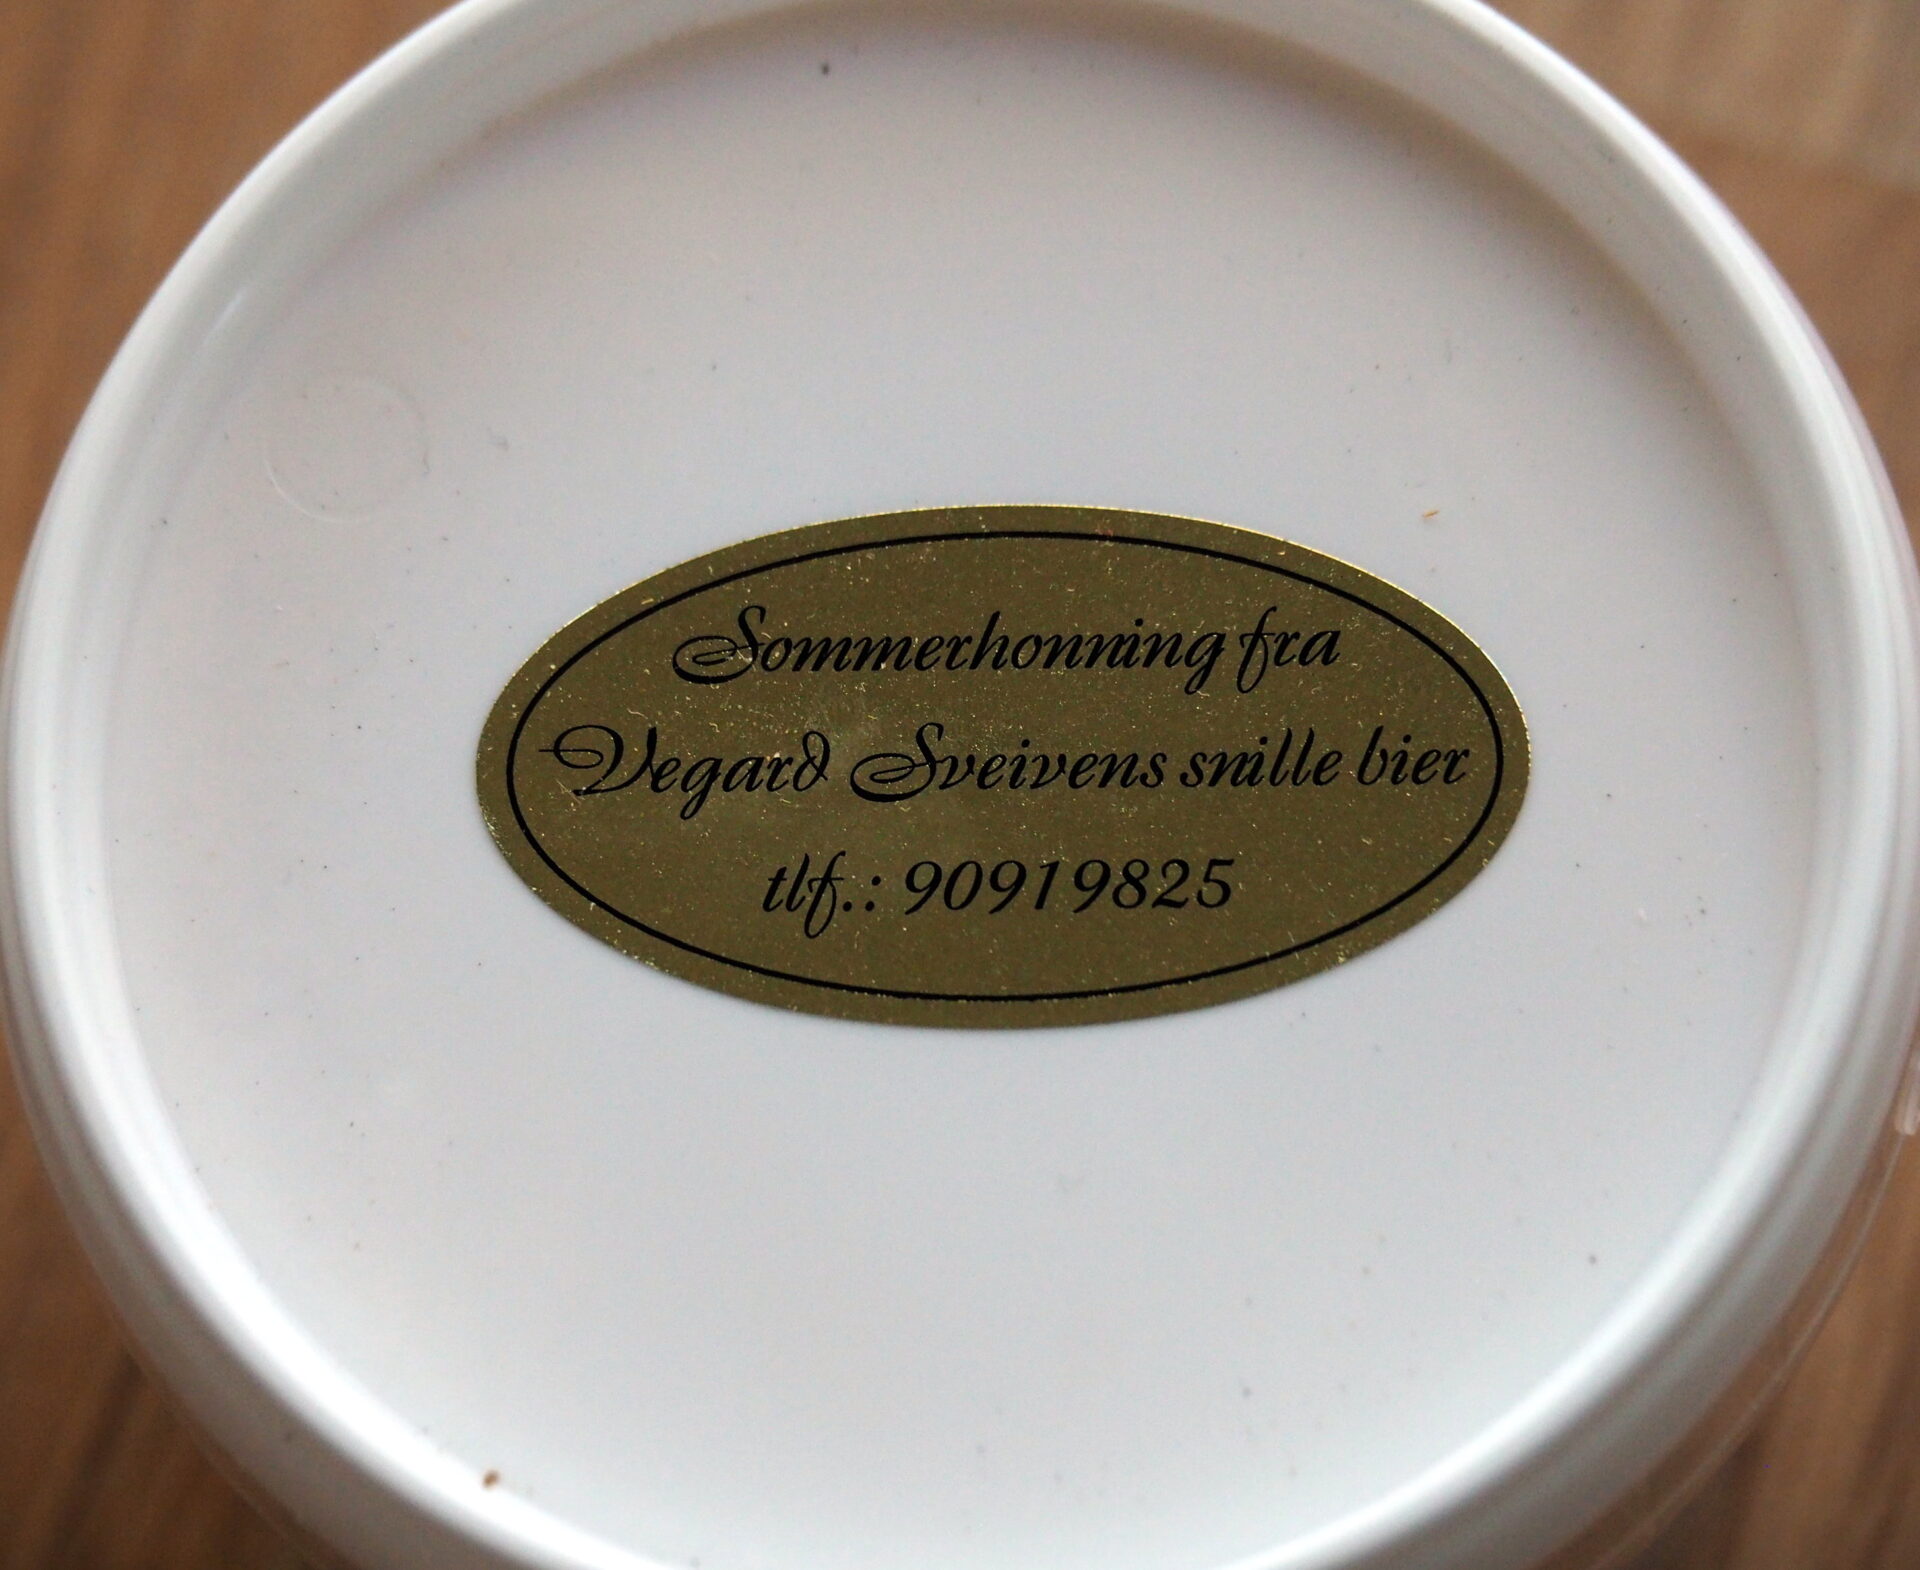 Sommerhonning fra
Vegard Sveivens snille bier
tlf.: 90919825